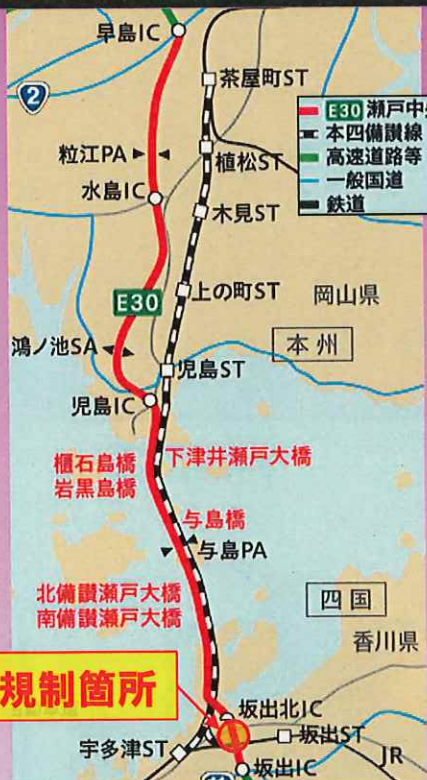 早島IC
2
茶屋町ST
E30 瀬戸中央
本四備讃線
高速道路等
一般国道
鉄道
粒江PA
植松ST
水島IC
木見ST
上の町ST
岡山県
E30
本州
鴻ノ池SA
児島ST
児島IC
櫃石島橋
岩黒島橋
下津井瀬戸大橋
与島橋
与島PA
北備讃瀬戸大橋
南備讃瀬戸大橋
四国
香川県
規制箇所
坂出北IC
宇多津ST
坂出ST
JR
坂出IC